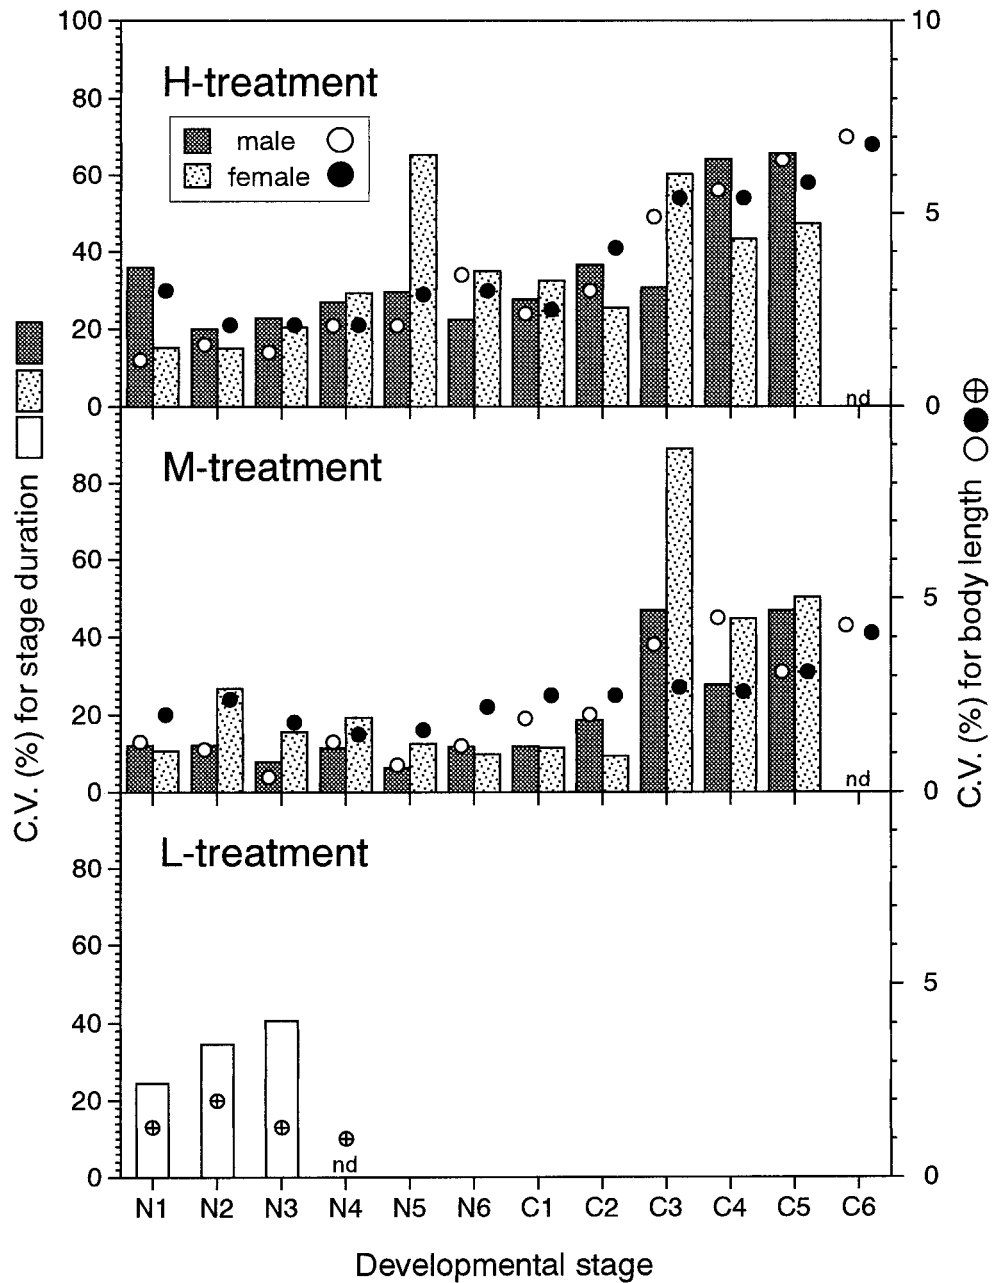 100
80
60
40
20
0
10
5
0
H-treatment
male
female
nd
80
60
40
20
0
5
0
M-treatment
nd
80
60
40
20
0
5
0
L-treatment
nd
N1 N2 N3 N4 N5 N6 C1 C2 C3 C4 C5 C6
Developmental stage
C.V. (%) for stage duration
C.V. (%) for body length